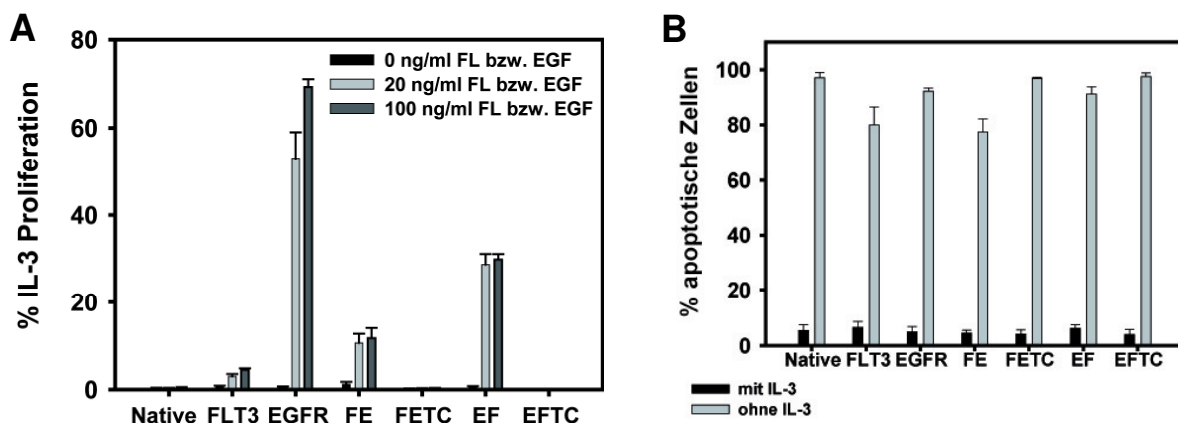 A
80
60
40
20
0
% IL-3 Proliferation
0 ng/ml FL bzw. EGF
20 ng/ml FL bzw. EGF
100 ng/ml FL bzw. EGF
Native FLT3 EGFR FE FETC EF EFTC
B
100
80
60
40
20
0
% apoptotische Zellen
Native FLT3 EGFR FE FETC EF EFTC
mit IL-3
ohne IL-3